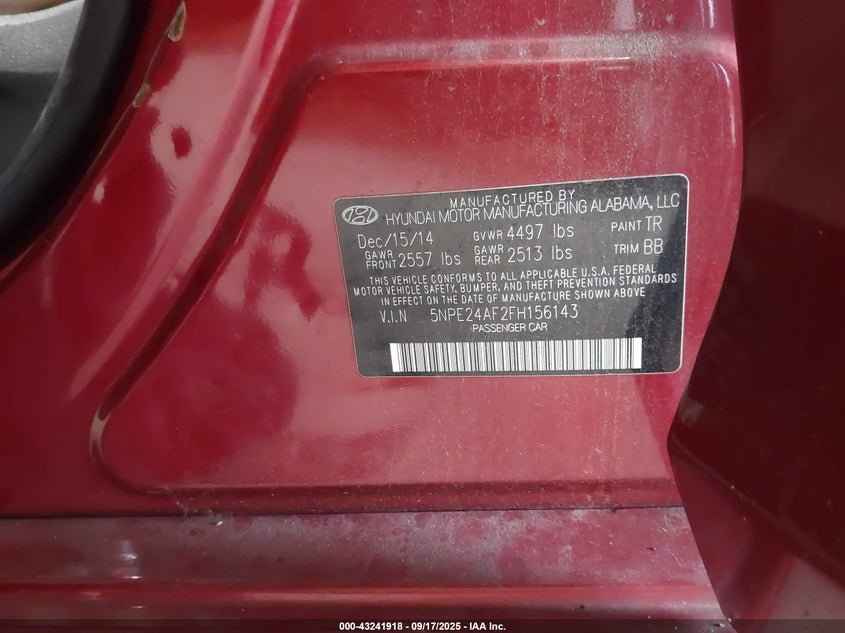 MANUFACTURED BY
HYUNDAI MOTOR MANUFACTURING ALABAMA, LLC
Dec/15/14 GVWR 4497 lbs PAINT TR
GAWR FRONT 2557 lbs GAWR REAR 2513 lbs TRIM BB
THIS VEHICLE CONFORMS TO ALL APPLICABLE U.S.A. FEDERAL
MOTOR VEHICLE SAFETY, BUMPER, AND THEFT PREVENTION STANDARDS
IN EFFECT ON THE DATE OF MANUFACTURE SHOWN ABOVE
V.I.N 5NPE24AF2FH156143
PASSENGER CAR
000-43241918 - 09/17/2025 - IAA Inc.